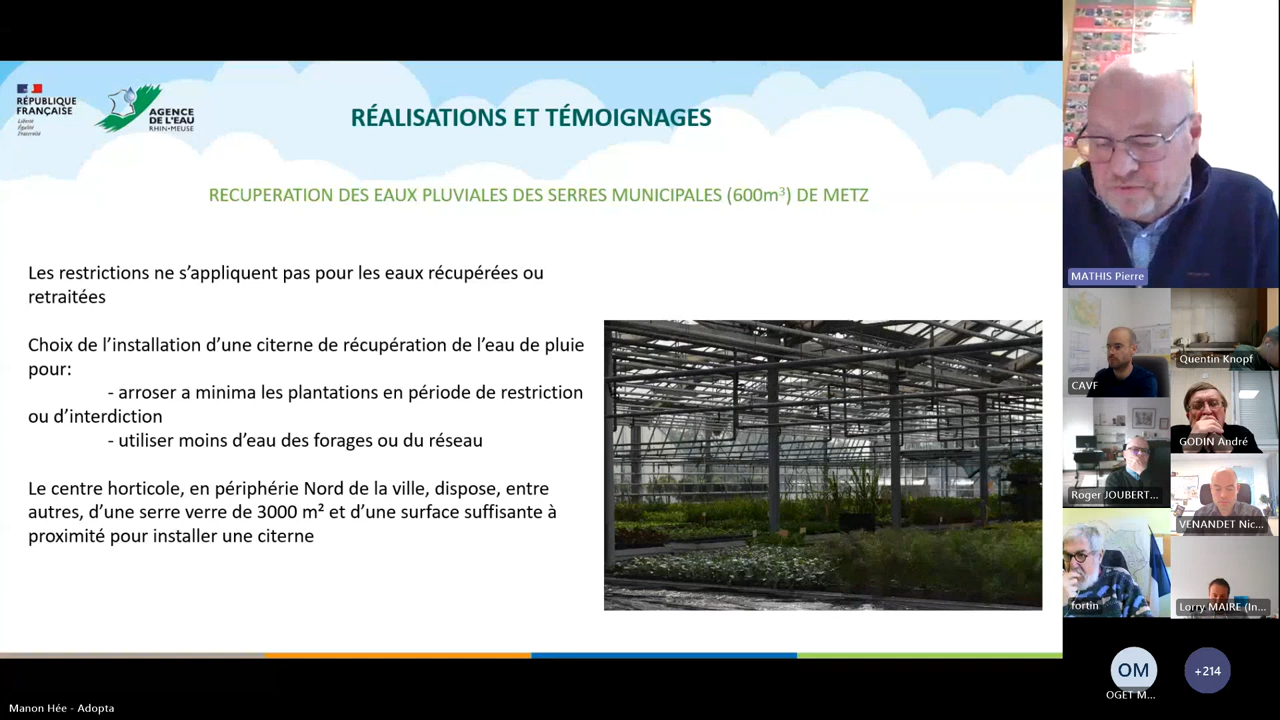 RÉPUBLIQUE
FRANÇAISE
Liberté
Égalité
Fraternité
AGENCE
DE L'EAU
RHIN•MEUSE
RÉALISATIONS ET TÉMOIGNAGES
RECUPERATION DES EAUX PLUVIALES DES SERRES MUNICIPALES (600m³) DE METZ
Les restrictions ne s'appliquent pas pour les eaux récupérées ou
retraitées
Choix de l'installation d'une citerne de récupération de l'eau de pluie
pour:
- arroser a minima les plantations en période de restriction
ou d'interdiction
- utiliser moins d'eau des forages ou du réseau
Le centre horticole, en périphérie Nord de la ville, dispose, entre
autres, d'une serre verre de 3000 m² et d'une surface suffisante à
proximité pour installer une citerne
MATHIS Pierre
CAVF
Quentin Knopf
GODIN André
Roger JOUBERT...
VENANDET Nic...
fortin
Lorry MAIRE (In...
OM
OGET M...
+214
Manon Hée - Adopta